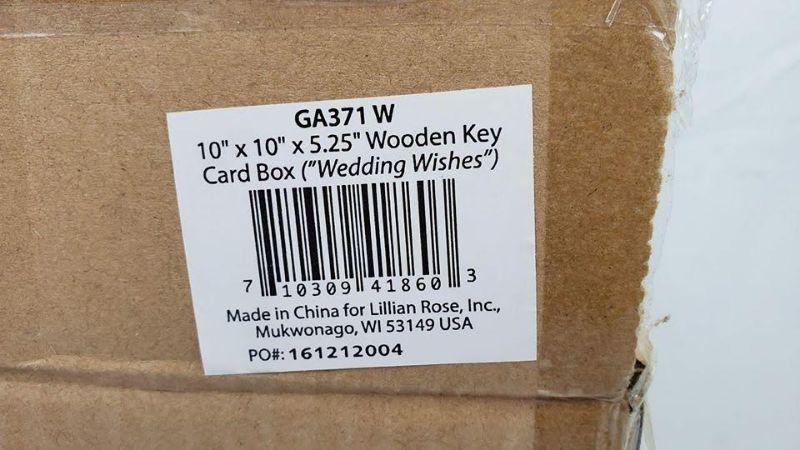 GA371 W
10" x 10" x 5.25" Wooden Key
Card Box ("Wedding Wishes")
7 10309 41860 3
Made in China for Lillian Rose, Inc.,
Mukwonago, WI 53149 USA
PO#: 161212004